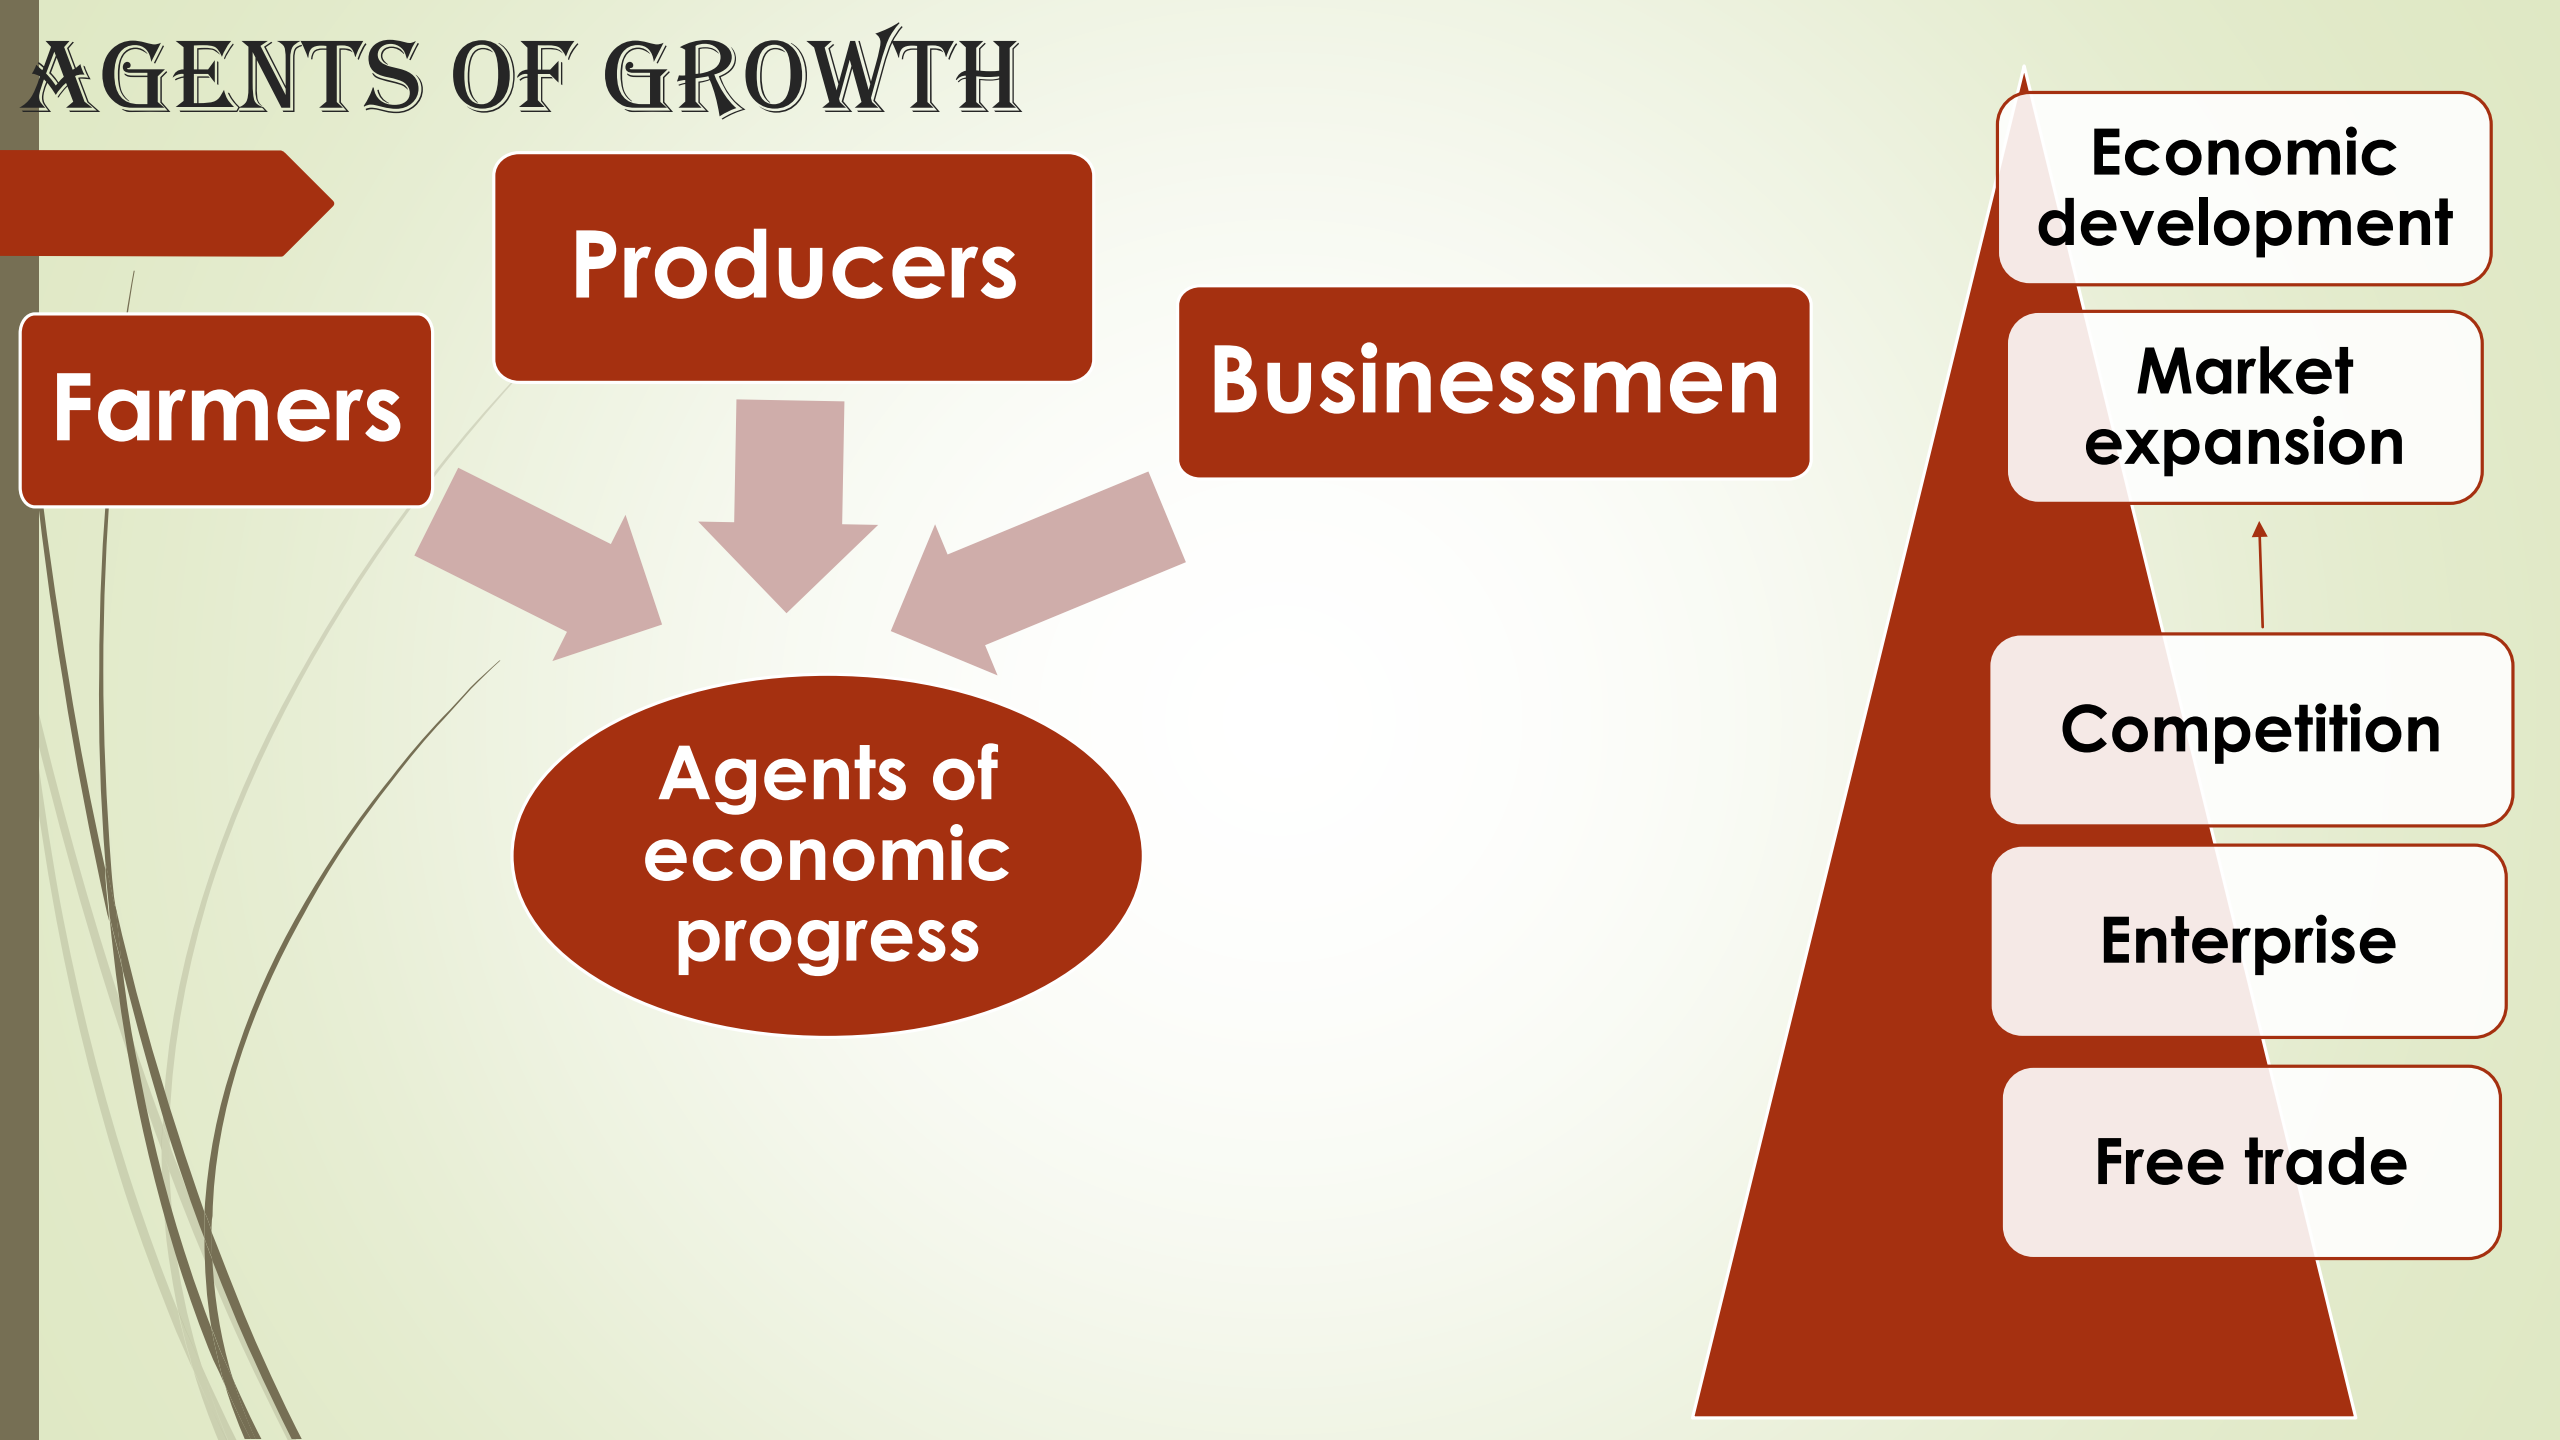 AGENTS OF GROWTH
Producers
Farmers
Businessmen
Agents of
economic
progress
Economic
development
Market
expansion
Competition
Enterprise
Free trade